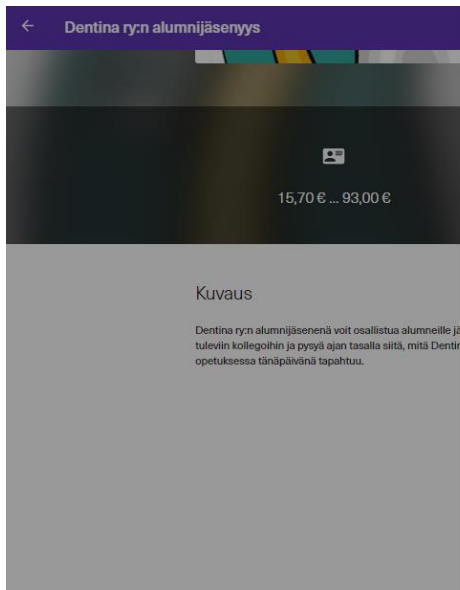 Dentina ry:n alumnijäsenyys
15,70 € ... 93,00 €
Kuvaus
Dentina ry:n alumnijäsenenä voit osallistua alumneille jä
tuleviin kollegoihin ja pysyä ajan tasalla siitä, mitä Dentin
opetuksessa tänäpäivänä tapahtuu.